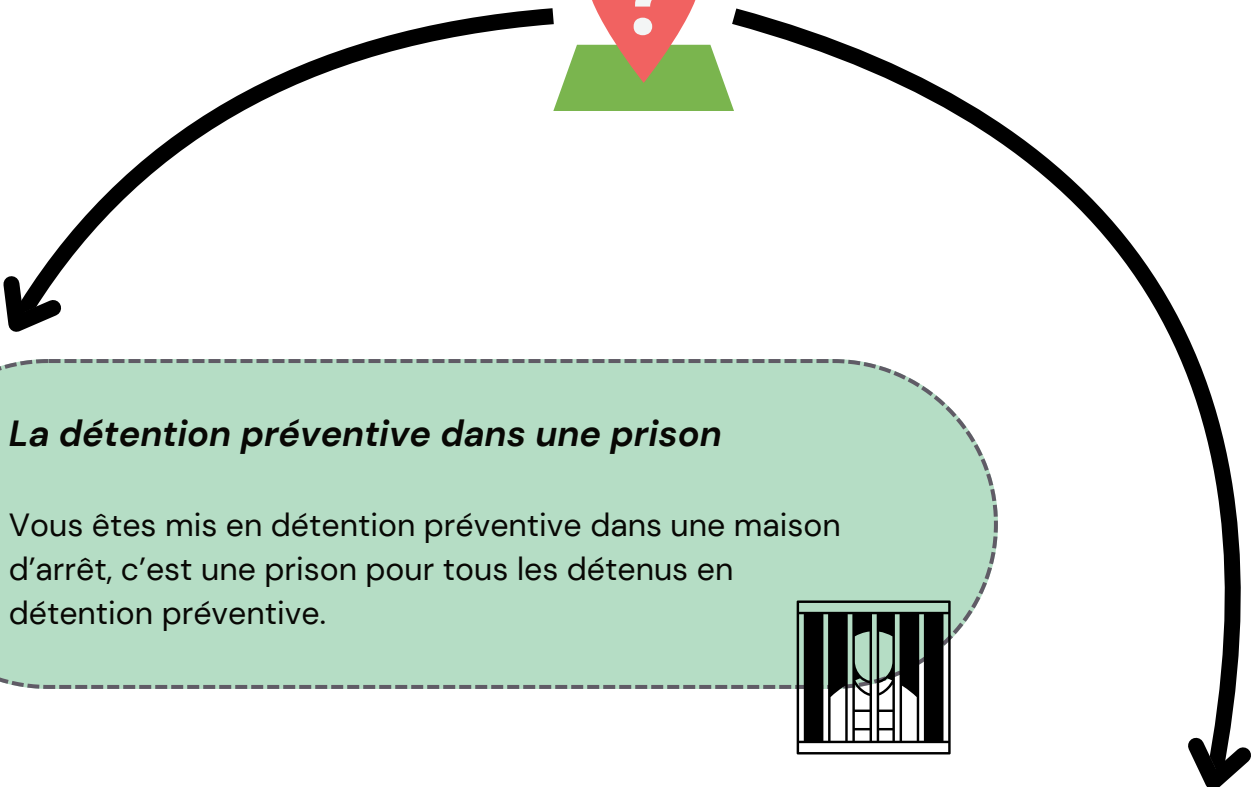 ?
La détention préventive dans une prison
Vous êtes mis en détention préventive dans une maison
d’arrêt, c’est une prison pour tous les détenus en
détention préventive.